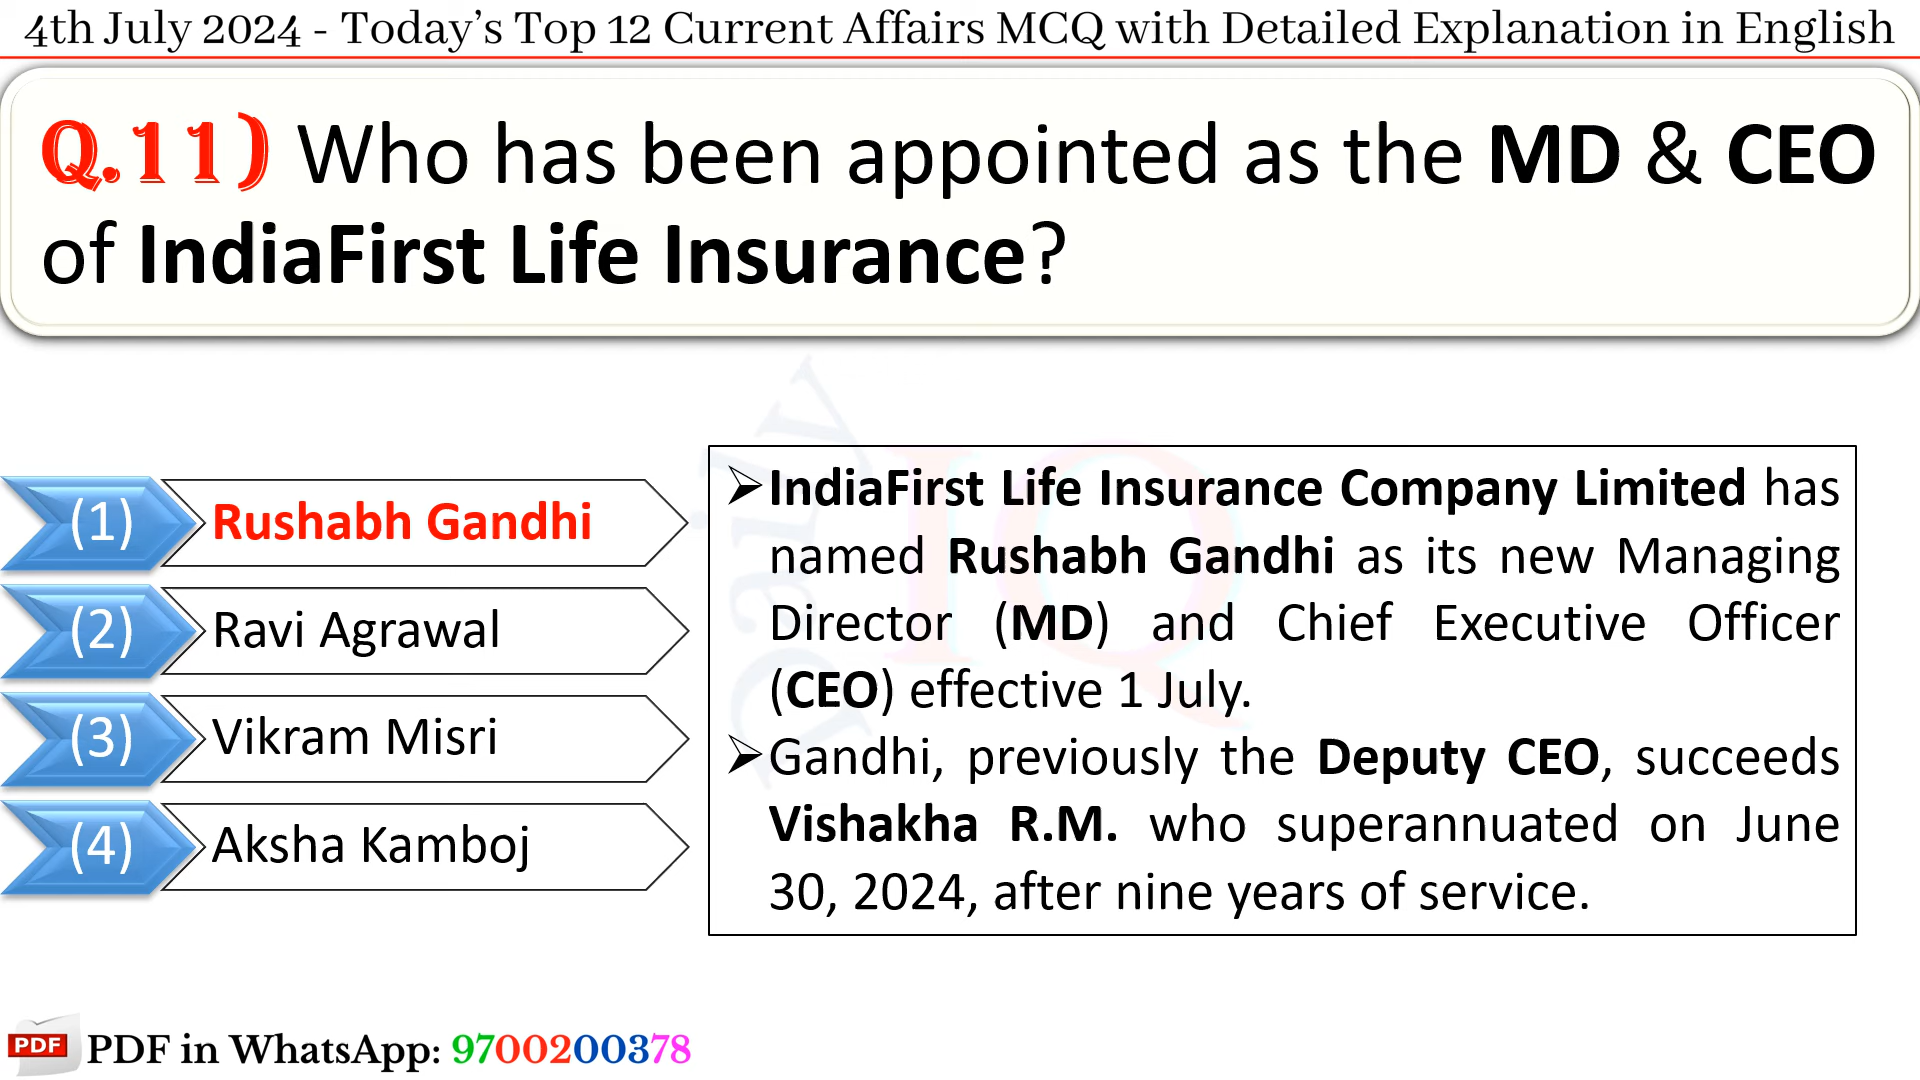 4th July 2024 - Today’s Top 12 Current Affairs MCQ with Detailed Explanation in English
Q.11) Who has been appointed as the MD & CEO
of IndiaFirst Life Insurance?
(1) Rushabh Gandhi
(2) Ravi Agrawal
(3) Vikram Misri
(4) Aksha Kamboj
➢IndiaFirst Life Insurance Company Limited has
named Rushabh Gandhi as its new Managing
Director (MD) and Chief Executive Officer
(CEO) effective 1 July.
➢Gandhi, previously the Deputy CEO, succeeds
Vishakha R.M. who superannuated on June
30, 2024, after nine years of service.
Daily IQ
PDF PDF in WhatsApp: 9700200378